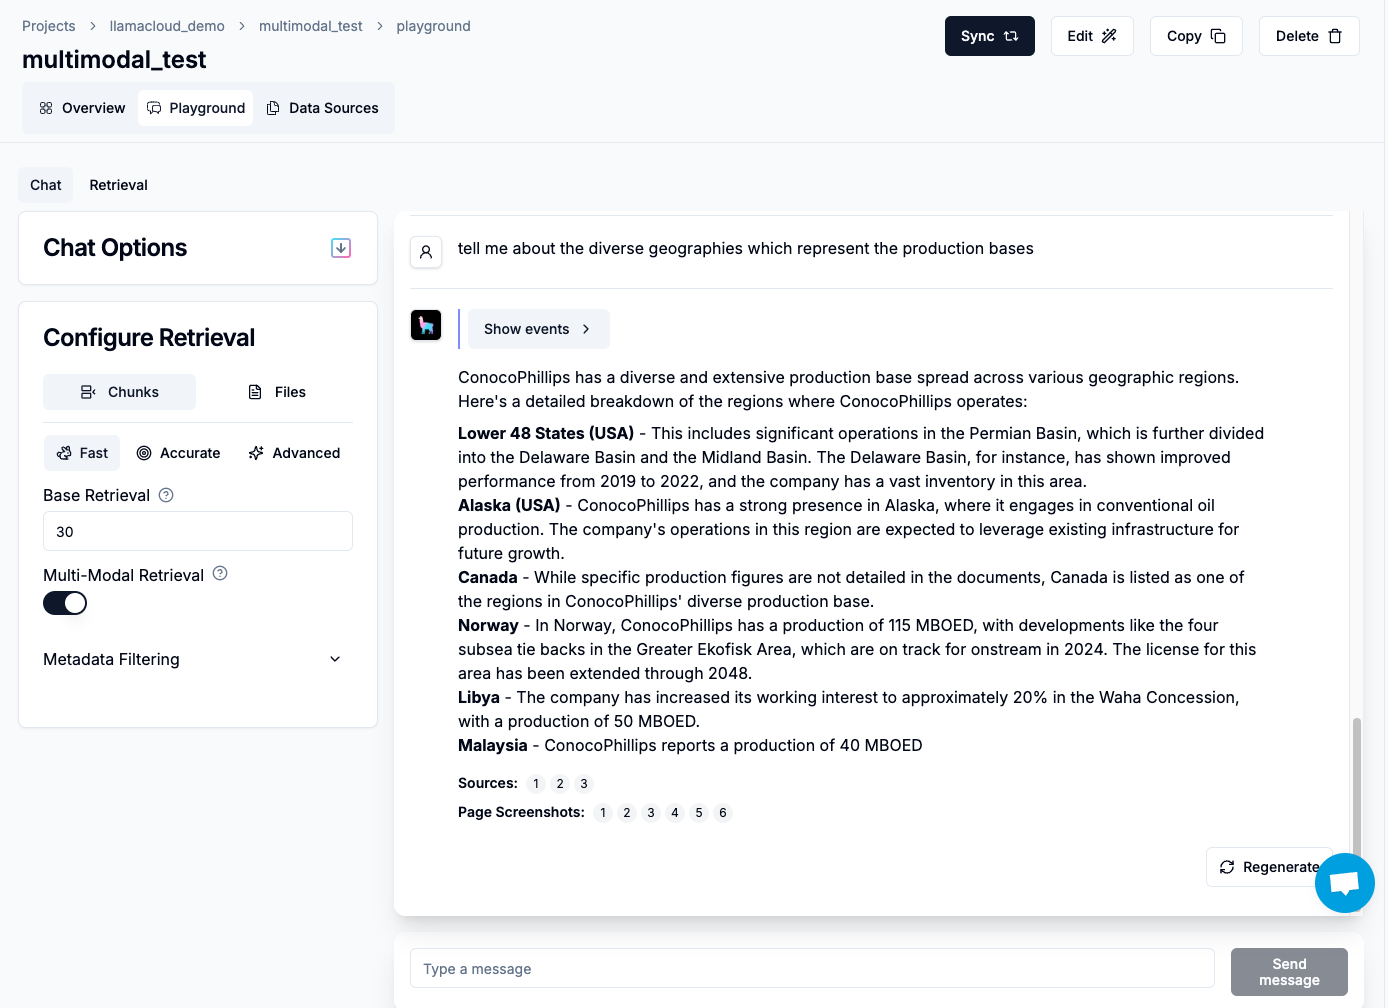 Projects > llamacloud_demo > multimodal_test > playground
multimodal_test
Sync
Edit
Copy
Delete
Overview
Playground
Data Sources
Chat
Retrieval
Chat Options
Configure Retrieval
Chunks
Files
Fast
Accurate
Advanced
Base Retrieval
30
Multi-Modal Retrieval
Metadata Filtering
tell me about the diverse geographies which represent the production bases
Show events
ConocoPhillips has a diverse and extensive production base spread across various geographic regions.
Here's a detailed breakdown of the regions where ConocoPhillips operates:
Lower 48 States (USA) - This includes significant operations in the Permian Basin, which is further divided
into the Delaware Basin and the Midland Basin. The Delaware Basin, for instance, has shown improved
performance from 2019 to 2022, and the company has a vast inventory in this area.
Alaska (USA) - ConocoPhillips has a strong presence in Alaska, where it engages in conventional oil
production. The company's operations in this region are expected to leverage existing infrastructure for
future growth.
Canada - While specific production figures are not detailed in the documents, Canada is listed as one of
the regions in ConocoPhillips' diverse production base.
Norway - In Norway, ConocoPhillips has a production of 115 MBOED, with developments like the four
subsea tie backs in the Greater Ekofisk Area, which are on track for onstream in 2024. The license for this
area has been extended through 2048.
Libya - The company has increased its working interest to approximately 20% in the Waha Concession,
with a production of 50 MBOED.
Malaysia - ConocoPhillips reports a production of 40 MBOED
Sources: 1 2 3
Page Screenshots: 1 2 3 4 5 6
Regenerate
Type a message
Send
message